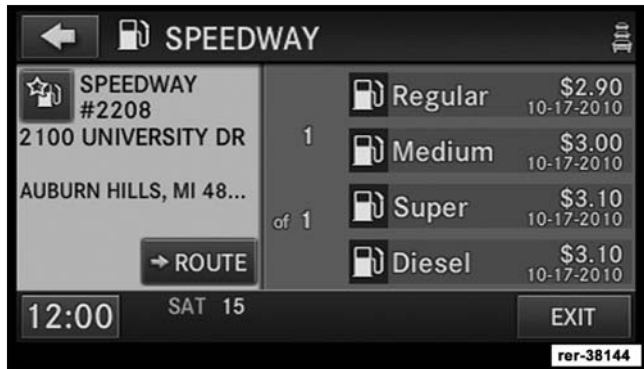 SPEEDWAY
SPEEDWAY
#2208
2100 UNIVERSITY DR
AUBURN HILLS, MI 48...
➔ ROUTE
1
of 1
Regular
$2.90
10-17-2010
Medium
$3.00
10-17-2010
Super
$3.10
10-17-2010
Diesel
$3.10
10-17-2010
12:00
SAT 15
EXIT
rer-38144